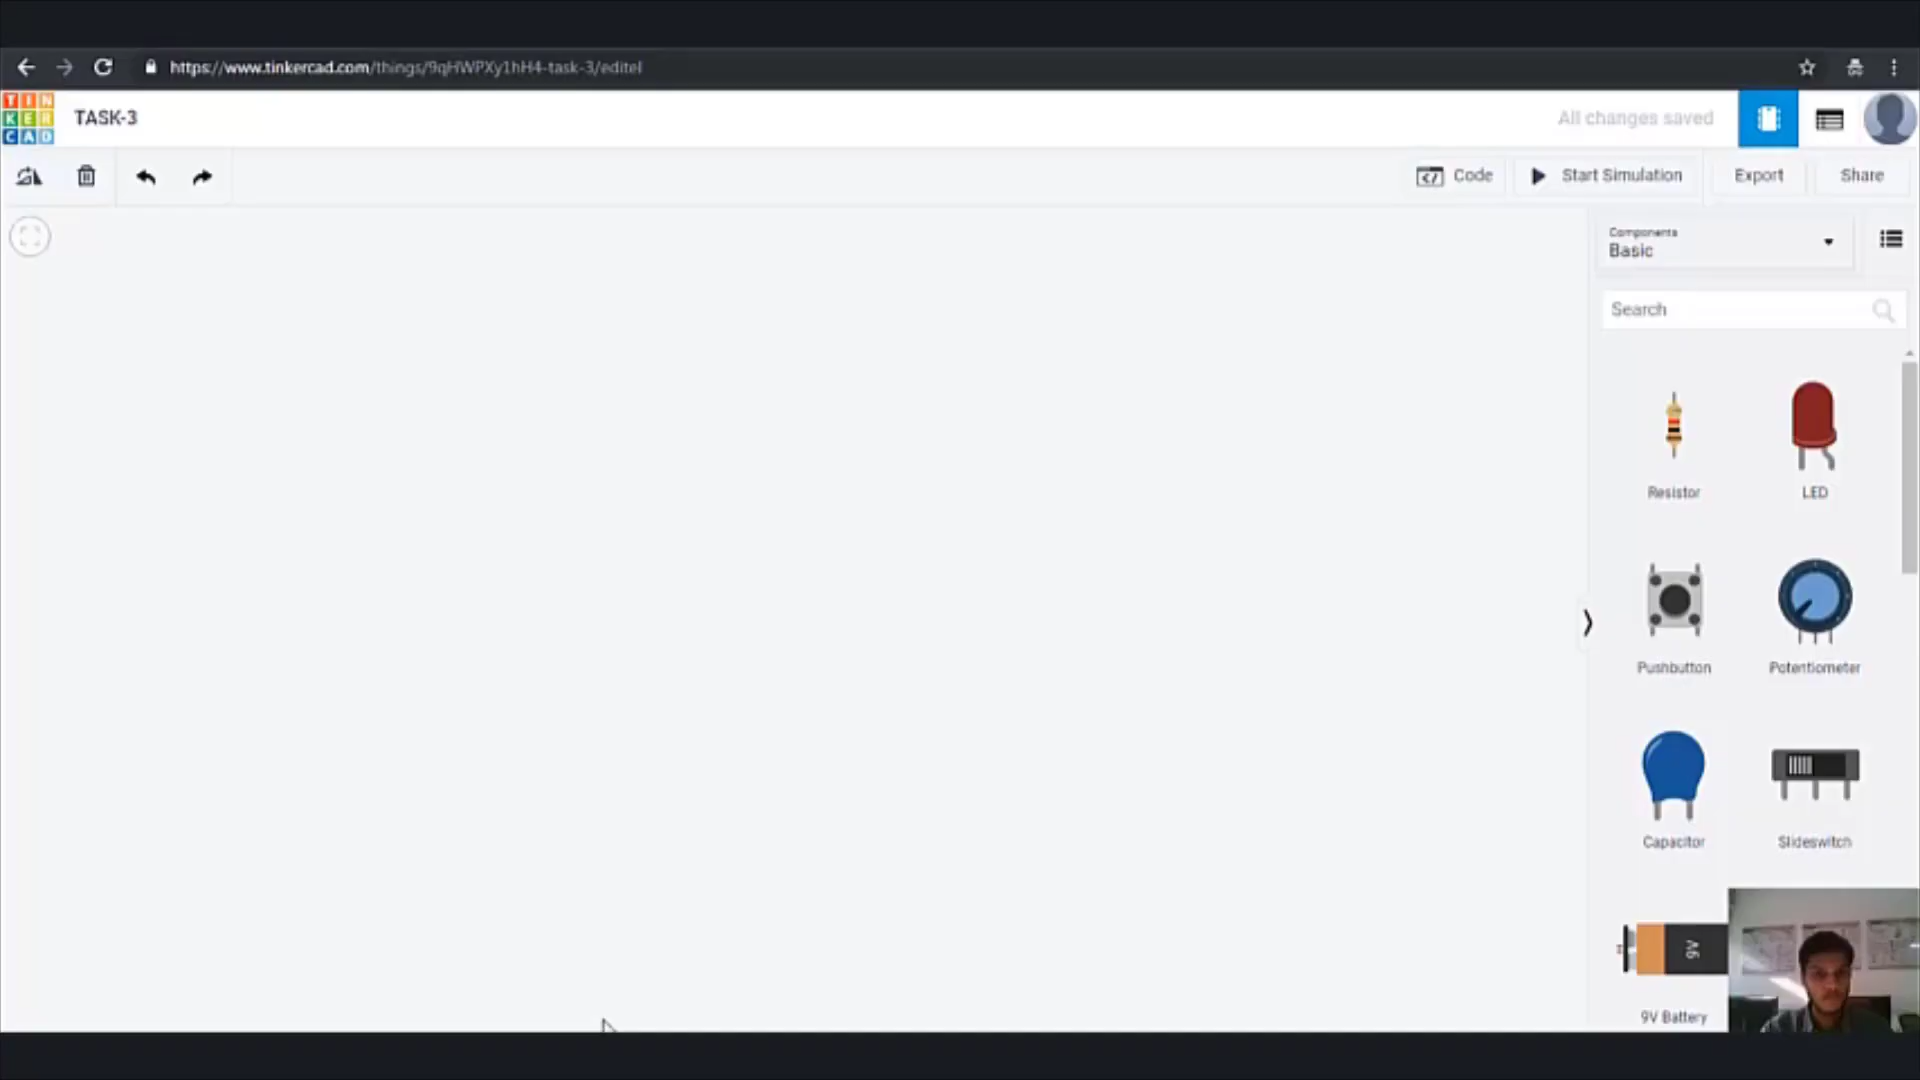 https://www.tinkercad.com/things/9qHWPXy1hH4-task-3/editel
TIN
KER
CAD
TASK-3
All changes saved
Code
Start Simulation
Export
Share
Components
Basic
Search
Resistor
LED
Pushbutton
Potentiometer
Capacitor
Slideswitch
9V
9V Battery